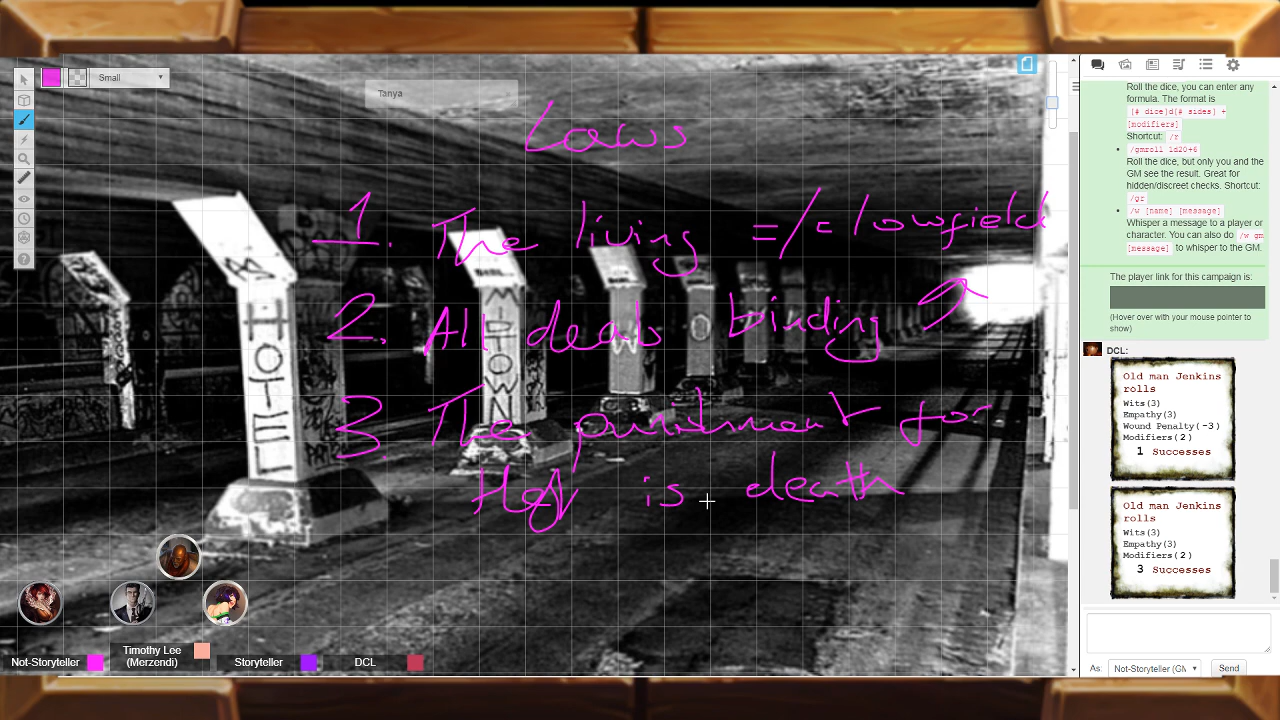 Small
Tanya
Laws
1. The living =/= lowfield
2. All deals binding
3. The punishment for
is death
HOTEL
MIDTOWN
Not-Storyteller
Timothy Lee
(Merzendi)
Storyteller
DCL
Roll the dice, you can enter any
formula. The format is
[# dice]d[# sides] +
[modifiers]
Shortcut: /r
/gmroll 1d20+6
Roll the dice, but only you and the
GM see the result. Great for
hidden/discreet checks. Shortcut:
/gr
/w [name] [message]
Whisper a message to a player or
character. You can also do /w gm
[message] to whisper to the GM.
The player link for this campaign is:
(Hover over with your mouse pointer to
show)
DCL:
Old man Jenkins
rolls
Wits(3)
Empathy(3)
Wound Penalty(-3)
Modifiers(2)
1 Successes
Old man Jenkins
rolls
Wits(3)
Empathy(3)
Modifiers(2)
3 Successes
As: Not-Storyteller (GM Send